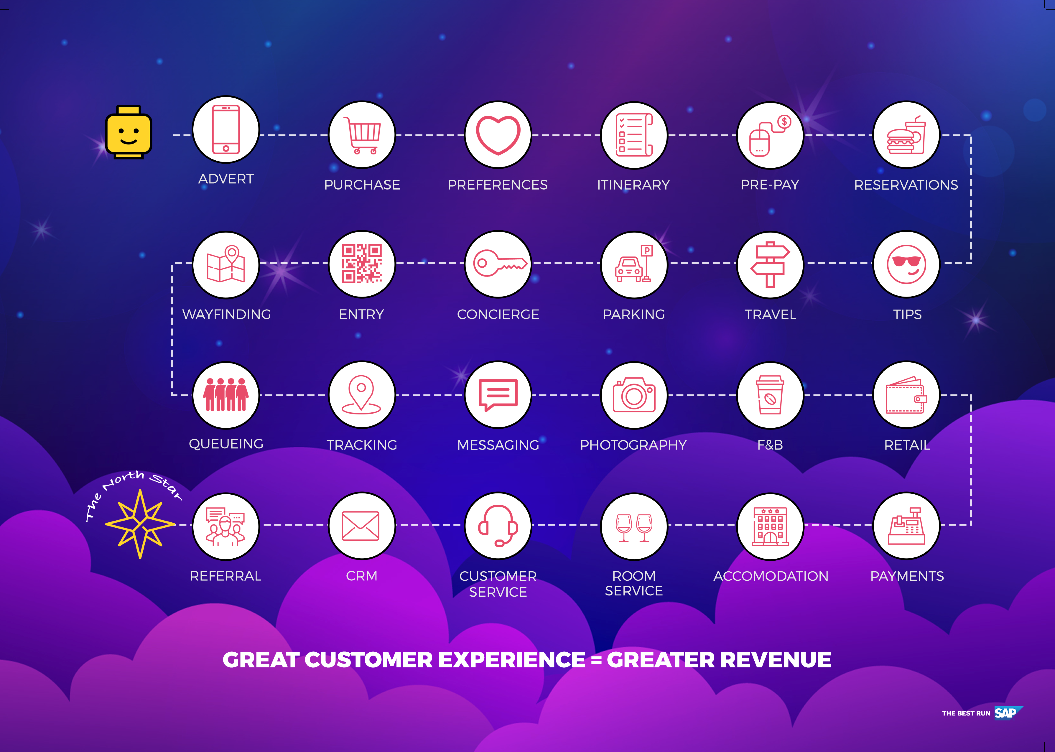 ADVERT
PURCHASE
PREFERENCES
ITINERARY
PRE-PAY
RESERVATIONS
WAYFINDING
ENTRY
CONCIERGE
PARKING
P
TRAVEL
TIPS
QUEUEING
TRACKING
MESSAGING
PHOTOGRAPHY
F&B
RETAIL
The North Star
REFERRAL
CRM
CUSTOMER
SERVICE
ROOM
SERVICE
ACCOMODATION
PAYMENTS
GREAT CUSTOMER EXPERIENCE = GREATER REVENUE
THE BEST RUN SAP